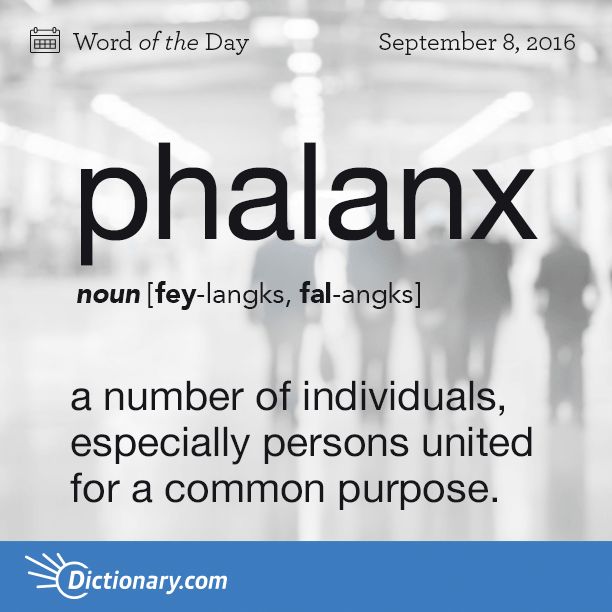 Word of the Day
September 8, 2016
phalanx
noun [fey-langks, fal-angks]
a number of individuals,
especially persons united
for a common purpose.
Dictionary.com